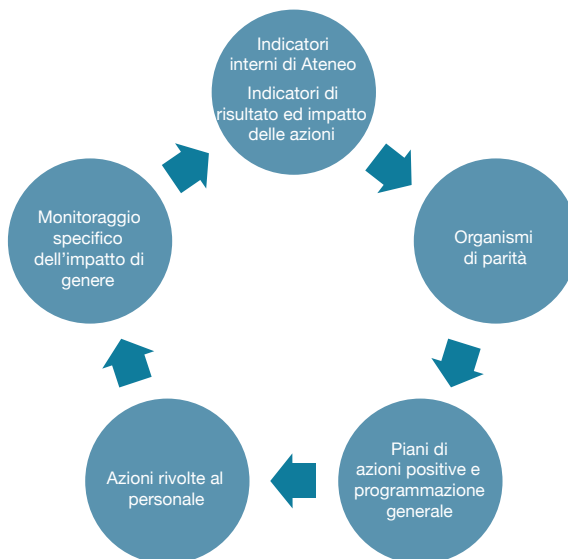 Indicatori
interni di Ateneo
Indicatori di
risultato ed impatto
delle azioni
Organismi
di parità
Piani di
azioni positive e
programmazione
generale
Azioni rivolte al
personale
Monitoraggio
specifico
dell’impatto di
genere